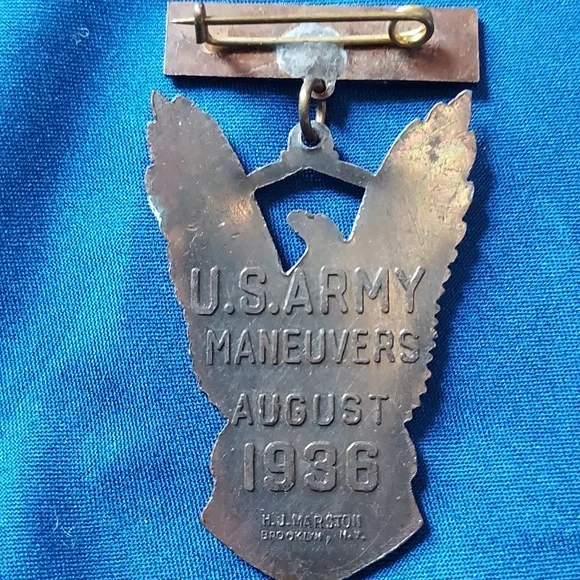 U.S. ARMY
MANEUVERS
AUGUST
1936
H.J. MARSTON
BROOKLYN, N.Y.